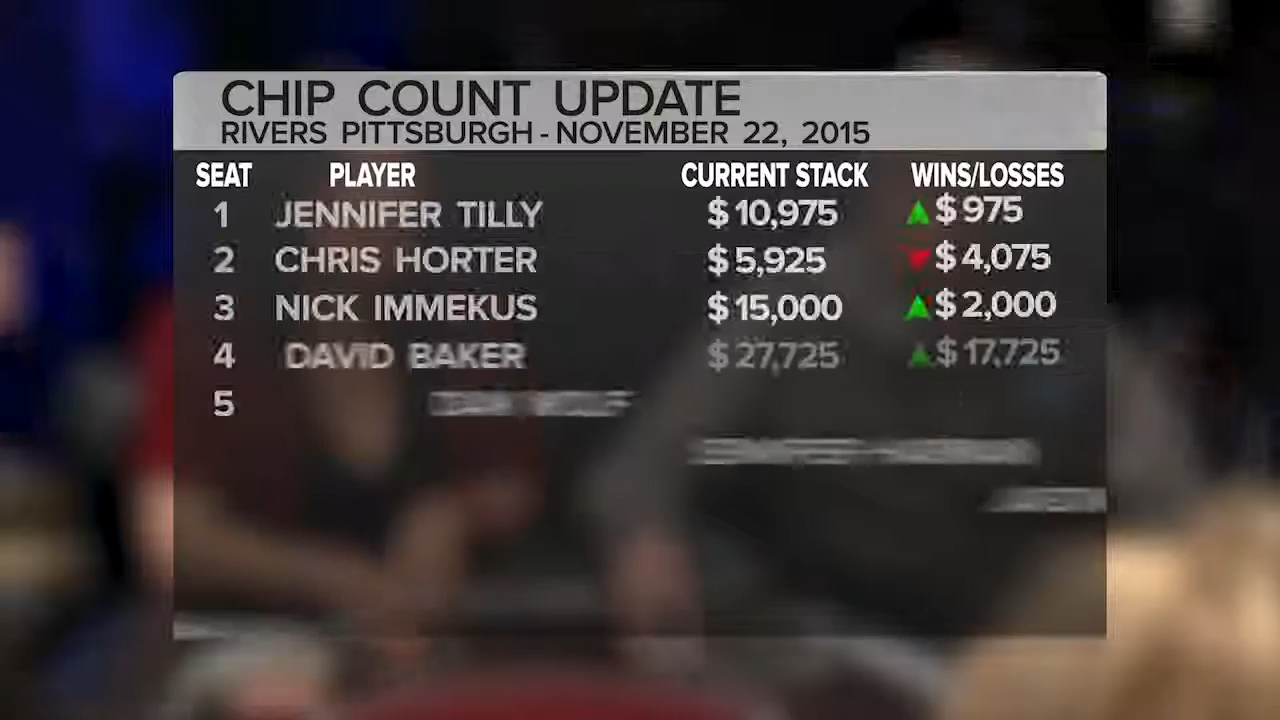 CHIP COUNT UPDATE
RIVERS PITTSBURGH - NOVEMBER 22, 2015
SEAT PLAYER CURRENT STACK WINS/LOSSES
1 JENNIFER TILLY $10,975 $975
2 CHRIS HORTER $5,925 $4,075
3 NICK IMMEKUS $15,000 $2,000
4 DAVID BAKER $27,725 $17,725
5